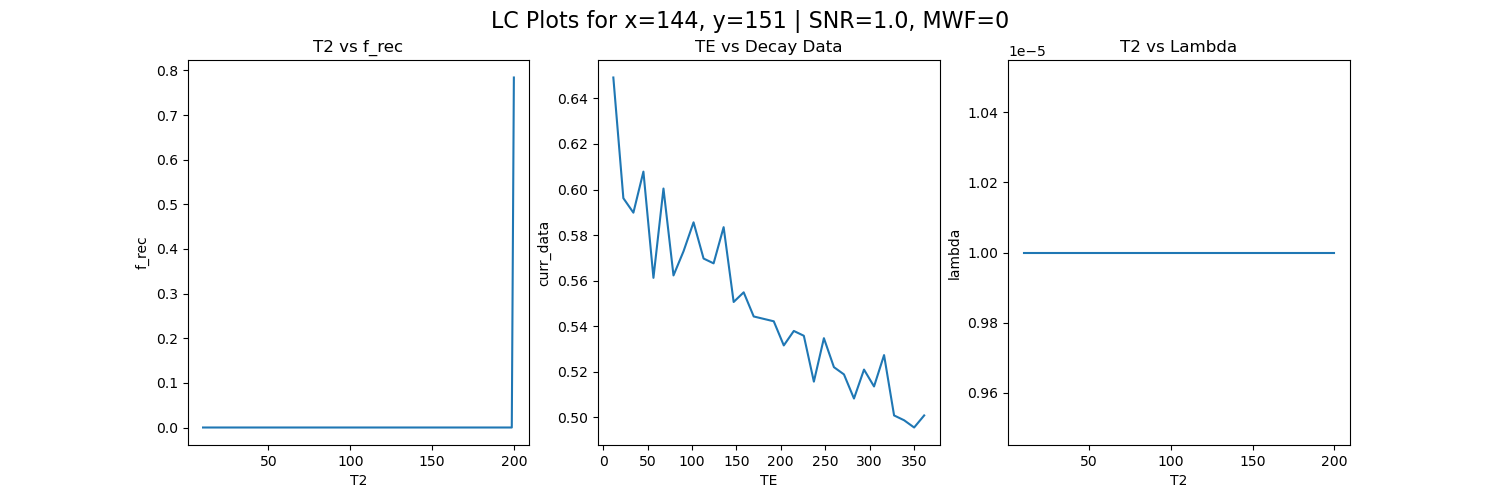 LC Plots for x=144, y=151 | SNR=1.0, MWF=0
T2 vs f_rec
0.8
0.7
0.6
0.5
0.4
0.3
0.2
0.1
0.0
f_rec
50 100 150 200
T2
TE vs Decay Data
0.64
0.62
0.60
0.58
0.56
0.54
0.52
0.50
curr_data
0 50 100 150 200 250 300 350
TE
T2 vs Lambda
1e−5
1.04
1.02
1.00
0.98
0.96
lambda
50 100 150 200
T2